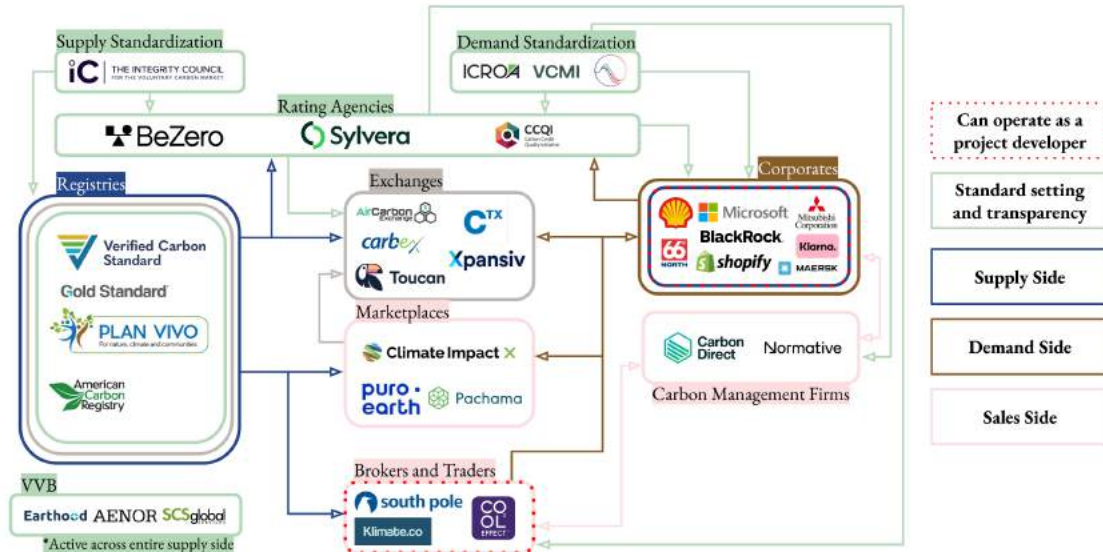 Supply Standardization
iC THE INTEGRITY COUNCIL
FOR THE VOLUNTARY CARBON MARKET
Demand Standardization
ICROA VCMI
Rating Agencies
BeZero Sylvera CCQI
Carbon Credit
Quality Initiative
Registries
Verified Carbon
Standard
Gold Standard
PLAN VIVO
For nature, climate and communities
American
Carbon
Registry
VVB
Earthood AENOR SCSglobal
*Active across entire supply side
Exchanges
AirCarbon
Exchange
CTX
carbex
Toucan
Xpansiv
Marketplaces
Climate Impact X
puro·
earth
Pachama
Brokers and Traders
south pole
Klimate.co
COOL
EFFECT
Corporates
Microsoft
Mitsubishi
Corporation
BlackRock
66
NORTH
shopify
Klarna.
MAERSK
Carbon
Direct
Normative
Carbon Management Firms
Can operate as a
project developer
Standard setting
and transparency
Supply Side
Demand Side
Sales Side